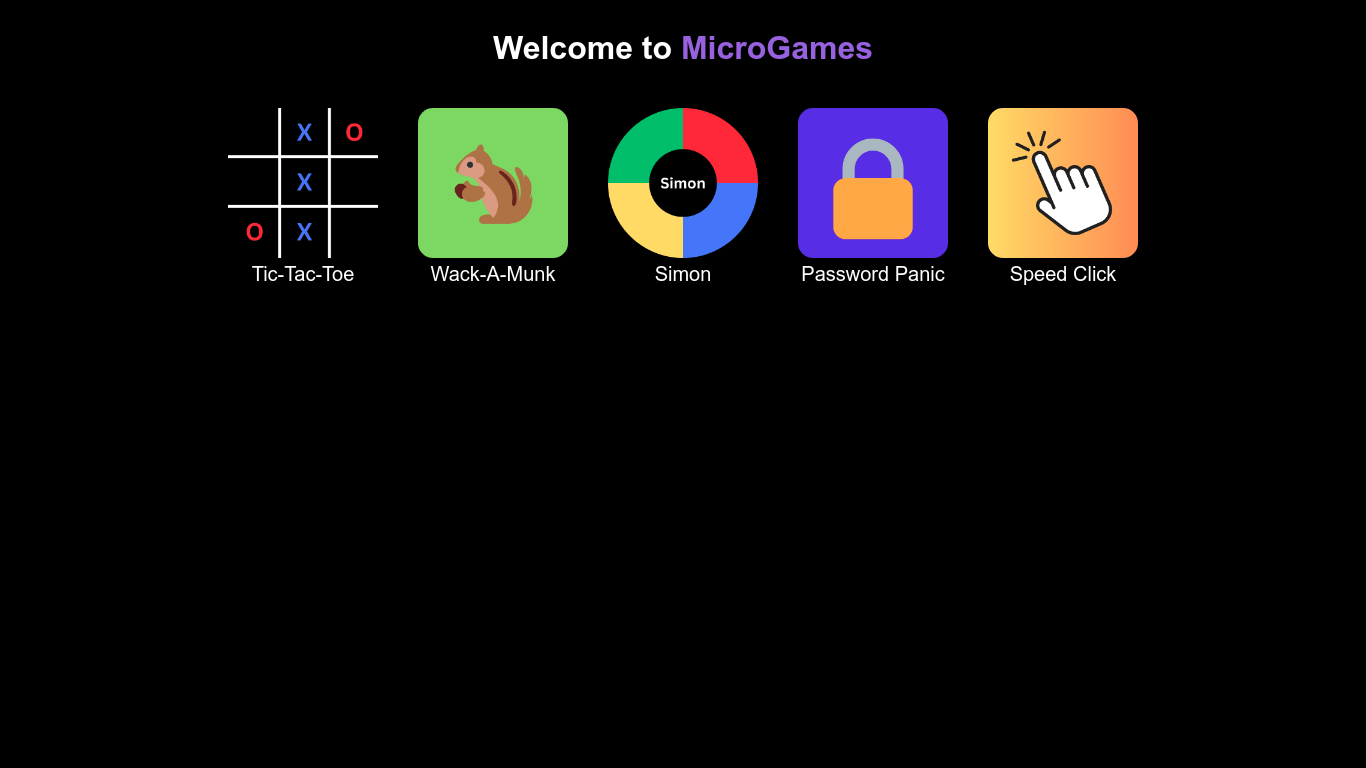 Welcome to MicroGames
X O
X
O X
Simon
Tic-Tac-Toe
Wack-A-Munk
Simon
Password Panic
Speed Click